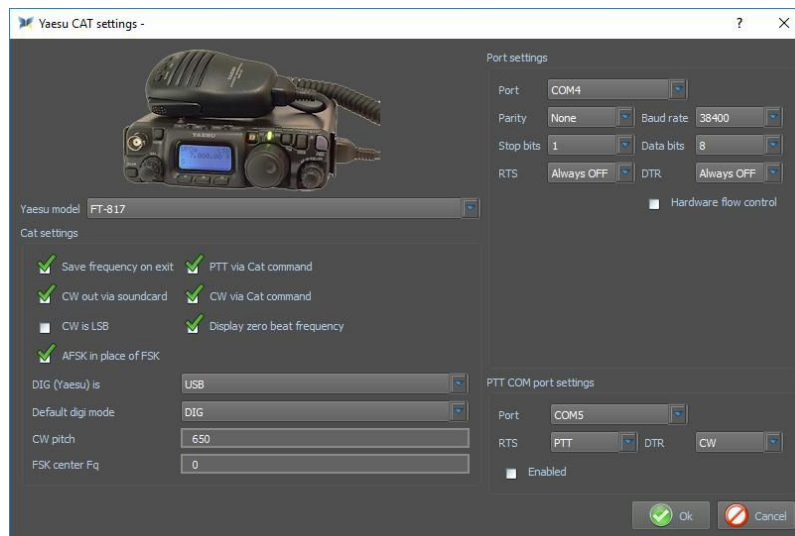 Yaesu CAT settings -
?
YAESU
Yaesu model FT-817
Cat settings
Save frequency on exit PTT via Cat command
CW out via soundcard CW via Cat command
CW is LSB Display zero beat frequency
AFSK in place of FSK
DIG (Yaesu) is USB
Default digi mode DIG
CW pitch 650
FSK center Fq 0
Port settings
Port COM4
Parity None Baud rate 38400
Stop bits 1 Data bits 8
RTS Always OFF DTR Always OFF
Hardware flow control
PTT COM port settings
Port COM5
RTS PTT DTR CW
Enabled
Ok Cancel